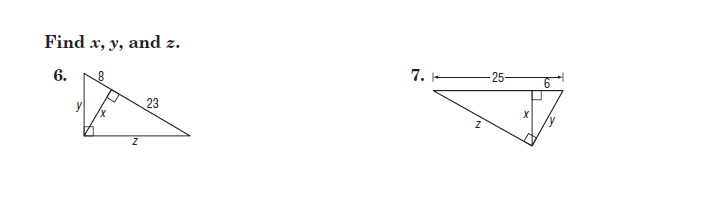 Find x, y, and z.
6.
8
y
x
23
z
7.
25
6
x
y
z